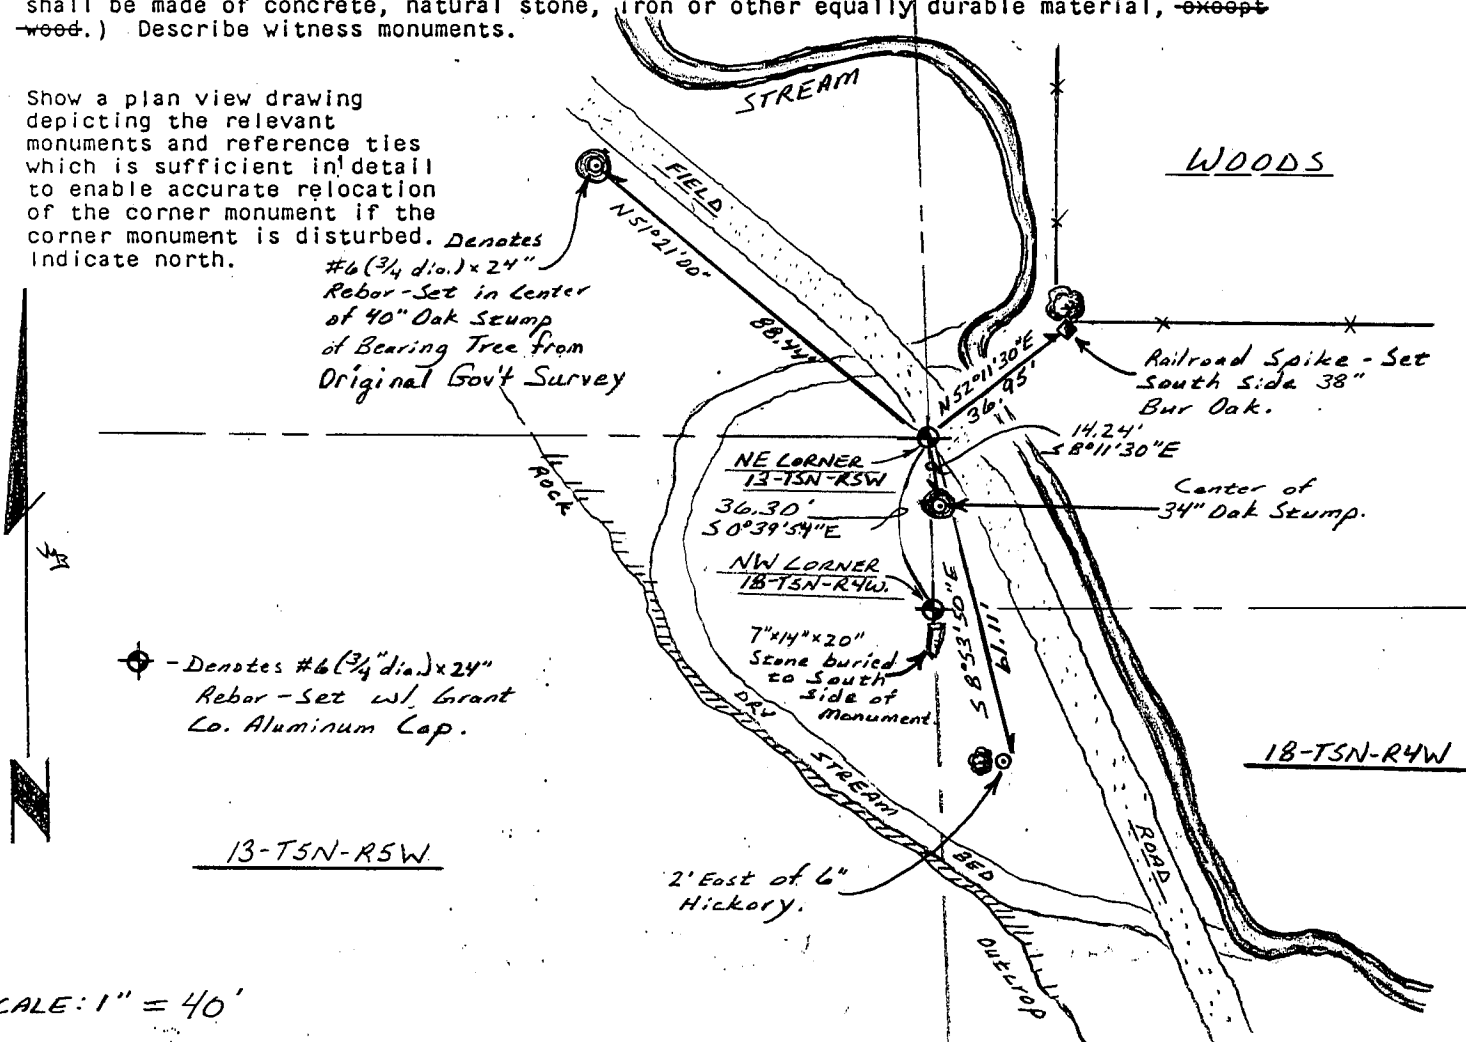 shall be made of concrete, natural stone, iron or other equally durable material, except
wood.) Describe witness monuments.
Show a plan view drawing
depicting the relevant
monuments and reference ties
which is sufficient in detail
to enable accurate relocation
of the corner monument if the
corner monument is disturbed.
Indicate north.
Denotes
#6 (3/4 dia.) x 24"
Rebar - Set in Center
of 40" Oak Stump
of Bearing Tree from
Original Gov't Survey
STREAM
WOODS
FIELD
N51°21'00"
88.44'
N52°11'30"E
36.95'
Railroad Spike - Set
South Side 38"
Bur Oak.
14.24'
S8°11'30"E
NE CORNER
13-T5N-R5W
36.30'
S0°39'54"E
Center of
34" Oak Stump.
ROCK
NW CORNER
18-T5N-R4W.
7"x14"x20"
Stone buried
to South
side of
Monument.
S8°53'50"E
61.11'
- Denotes #6 (3/4" dia.) x 24"
Rebar - Set w/ Grant
Co. Aluminum Cap.
N
DRY
STREAM
BED
18-T5N-R4W
13-T5N-R5W
ROAD
2' East of 6"
Hickory.
Outcrop
CALE: 1" = 40'